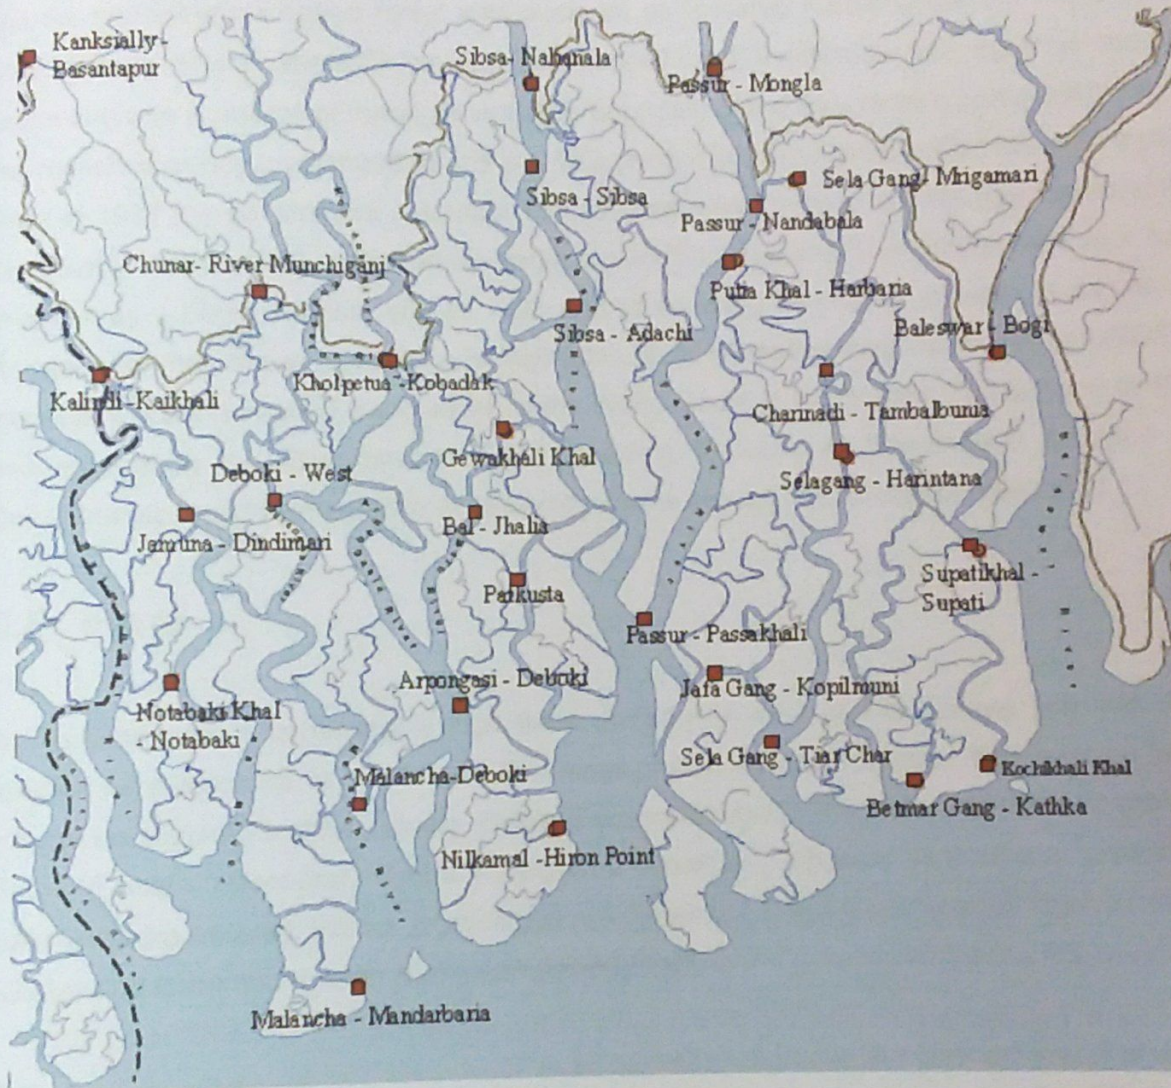 Kanksially-
Basantapur
Sibsa- Nalianala
Passur - Mongla
Sela Gang- Mrigamari
Sibsa - Sibsa
Passur - Nandabala
Chunar- River Munchiganj
Putia Khal - Harbaria
Sibsa - Adachi
Baleswar - Bogi
Kholpetua -Kobadak
Kalindi -Kaikhali
Channadi - Tambalbunia
Gewakhali Khal
Deboki - West
Selagang - Harintana
Bal - Jhalia
Jamuna - Dindimari
Patkusta
Supatikhal -
Supati
Passur - Passakhali
Arpongasi - Deboki
Jafa Gang - Kopilmuni
Notabaki Khal
- Notabaki
Sela Gang - Tiar Char
Malancha-Deboki
Kochikhali Khal
Betmar Gang - Kathka
Nilkamal -Hiron Point
Malancha - Mandarbaria